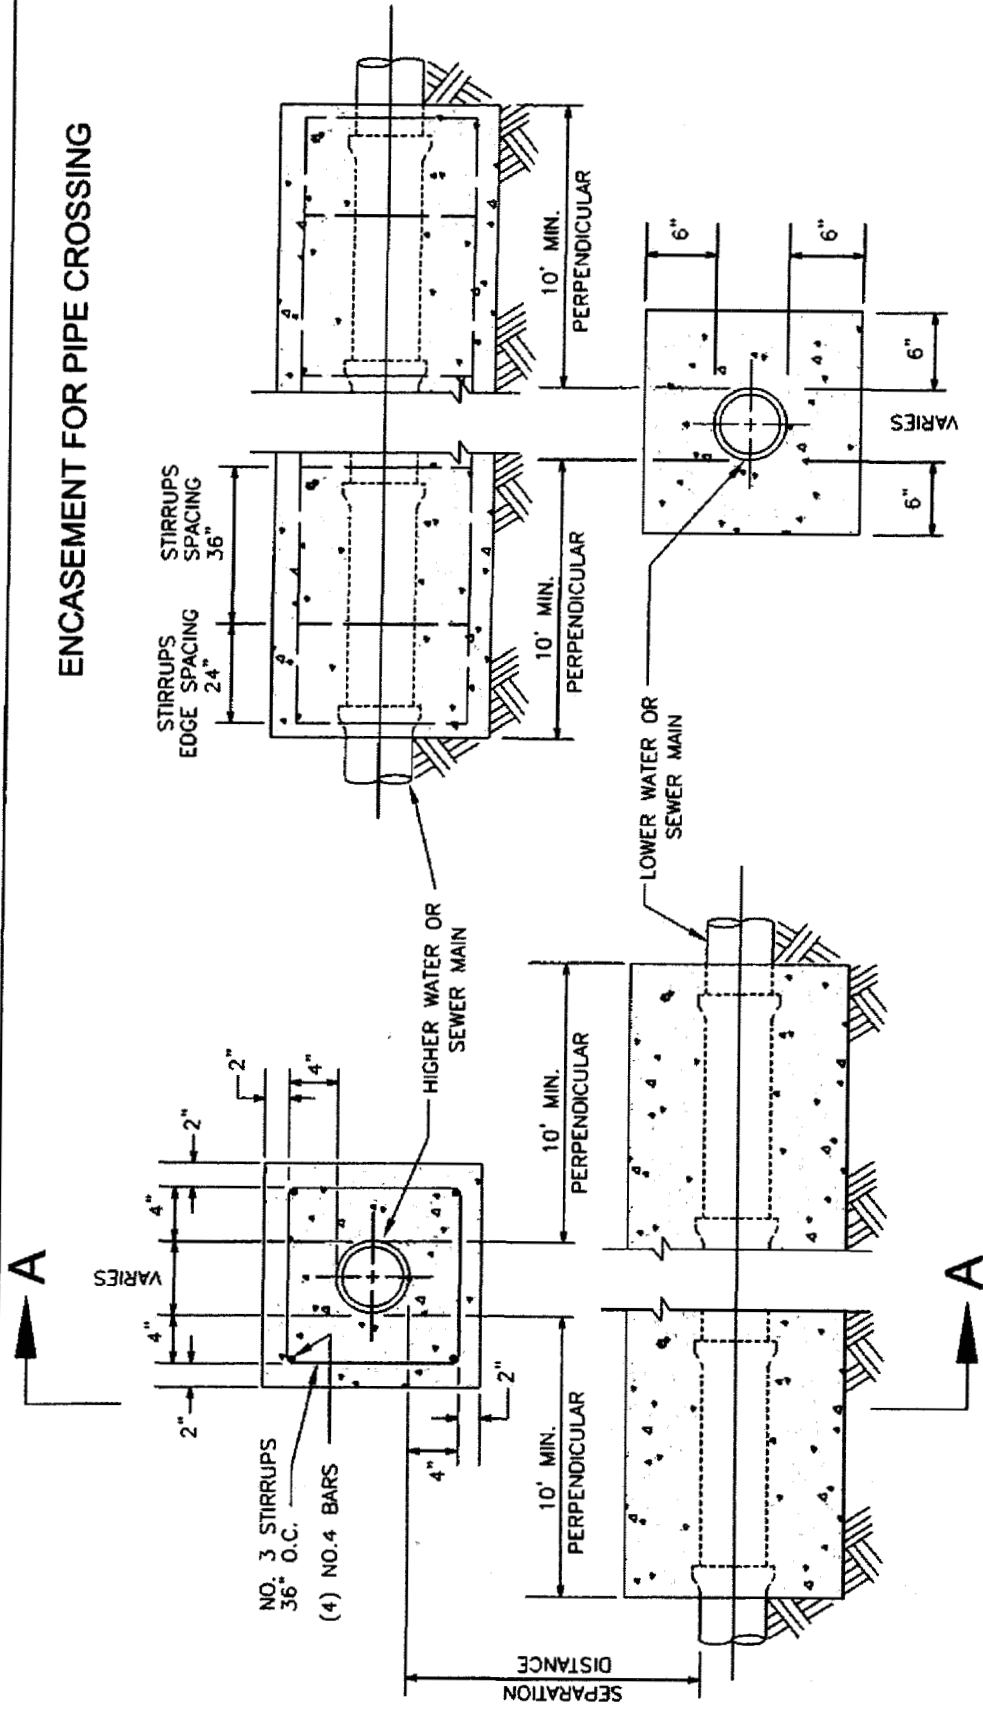 ENCASEMENT FOR PIPE CROSSING
A
2"
4"
VARIES
4"
2"
2"
4"
NO. 3 STIRRUPS
36" O.C.
(4) NO.4 BARS
4"
2"
HIGHER WATER OR
SEWER MAIN
STIRRUPS
EDGE SPACING
24"
STIRRUPS
SPACING
36"
10' MIN.
PERPENDICULAR
10' MIN.
PERPENDICULAR
SEPARATION
DISTANCE
10' MIN.
PERPENDICULAR
10' MIN.
PERPENDICULAR
LOWER WATER OR
SEWER MAIN
6"
6"
6"
VARIES
6"
A